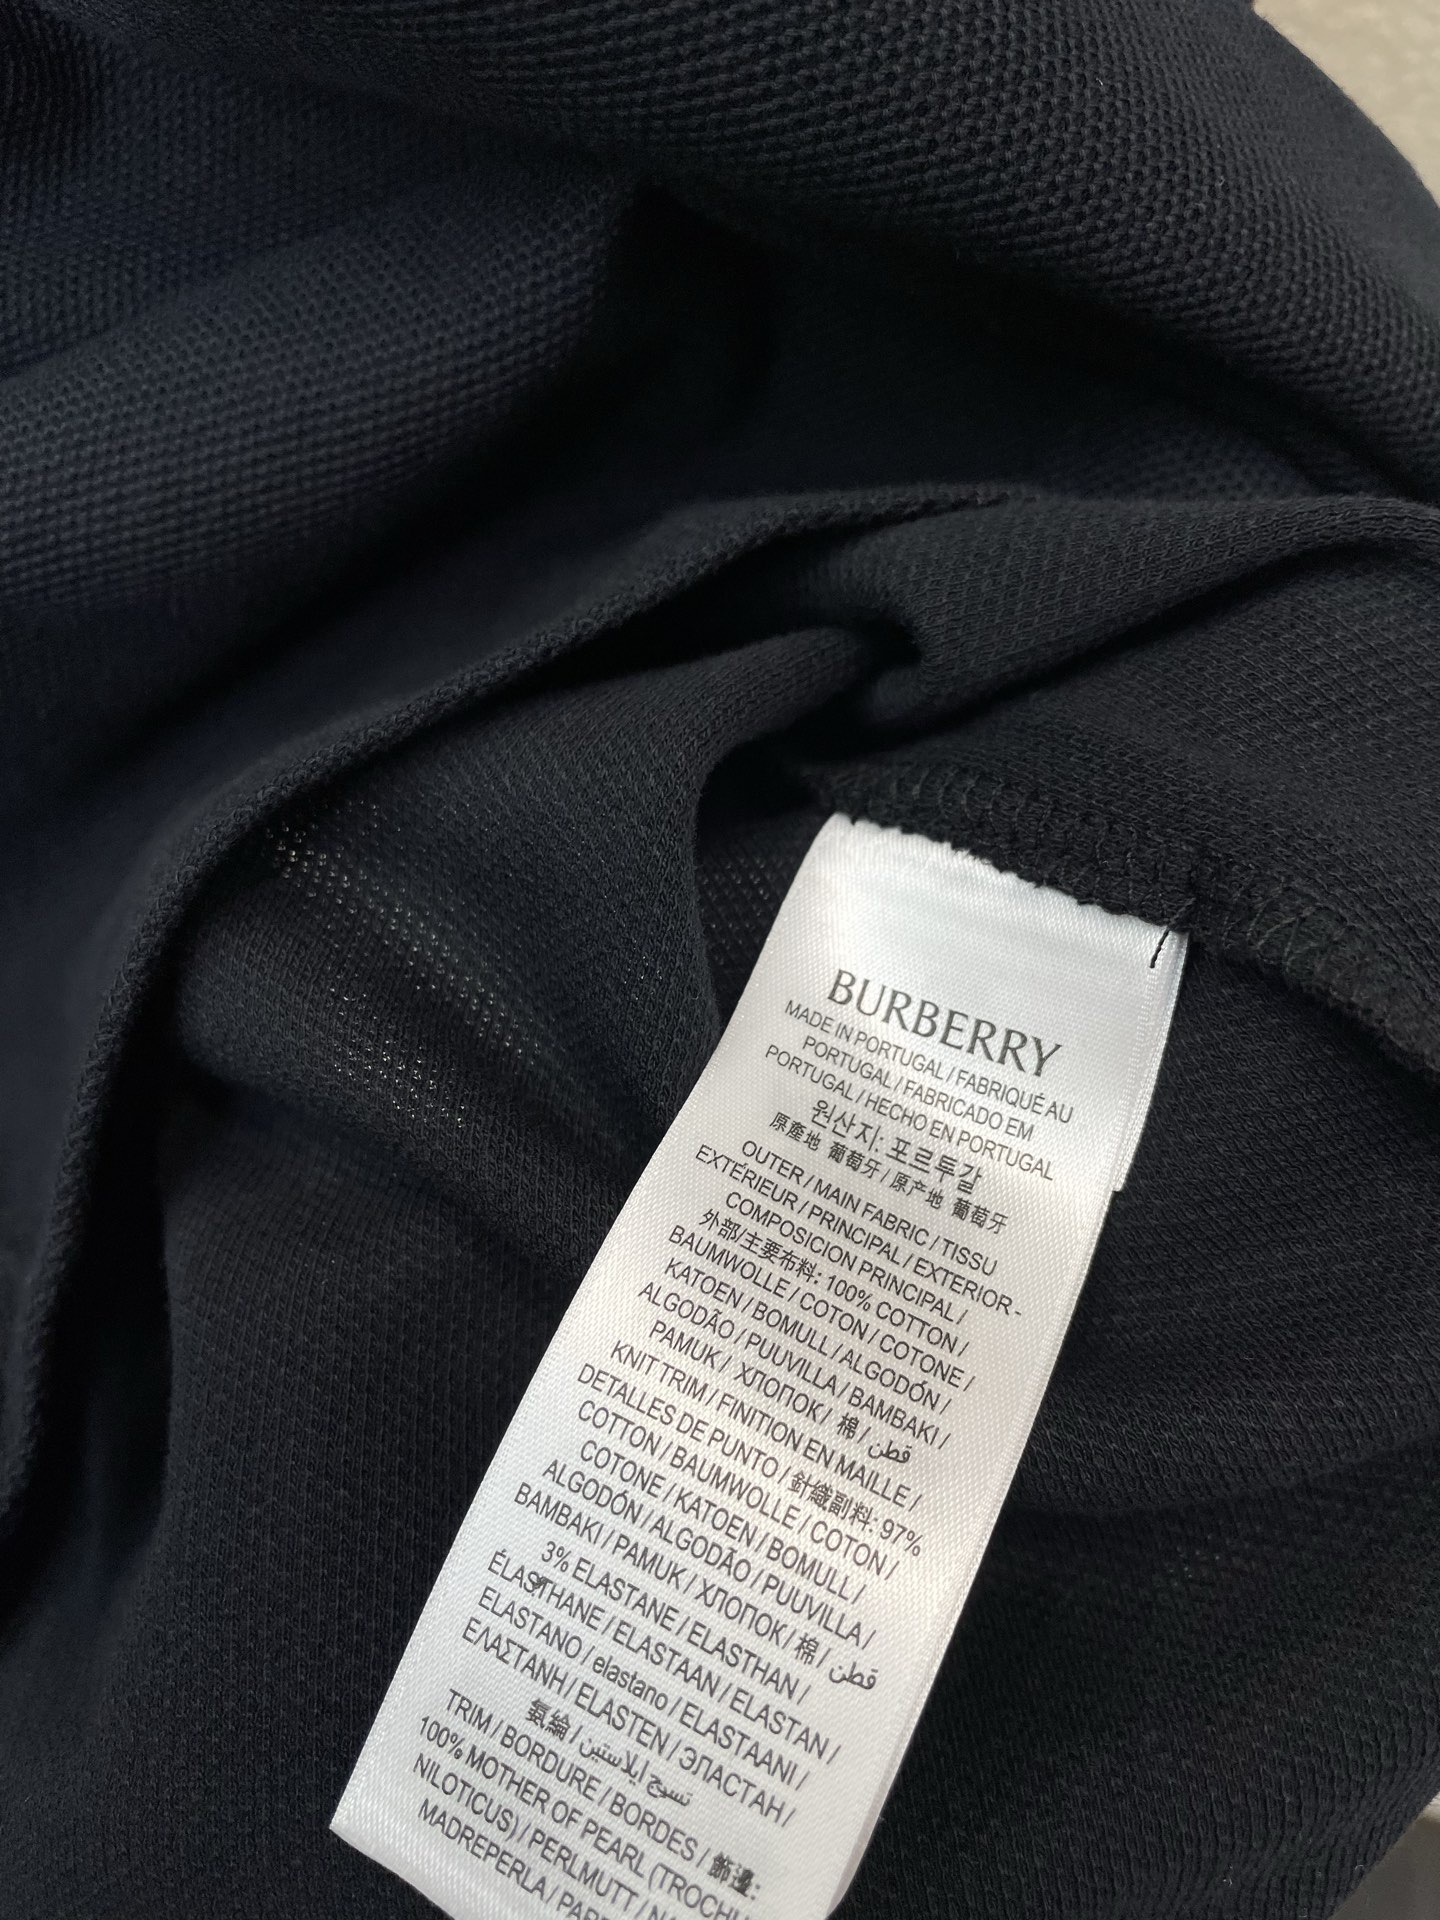 BURBERRY
MADE IN PORTUGAL / FABRIQUÉ AU
PORTUGAL / FABRICADO EM
PORTUGAL / HECHO EN PORTUGAL
원산지: 포르투갈
原產地 葡萄牙 / 原产地 葡萄牙
OUTER / MAIN FABRIC / TISSU
EXTÉRIEUR / PRINCIPAL / EXTERIOR -
COMPOSICION PRINCIPAL /
外部/主要布料: 100% COTTON /
BAUMWOLLE / COTON / COTONE /
KATOEN / BOMULL / ALGODÓN /
ALGODÃO / PUUVILLA / BAMBAKI /
PAMUK / ХЛОПОК / 棉 / قطن
KNIT TRIM / FINITION EN MAILLE /
DETALLES DE PUNTO / 針織副料: 97%
COTTON / BAUMWOLLE / COTON /
COTONE / KATOEN / BOMULL /
ALGODÓN / ALGODÃO / PUUVILLA /
BAMBAKI / PAMUK / ХЛОПОК / 棉 / قطن
3% ELASTANE / ELASTHAN /
ÉLASTHANE / ELASTAAN / ELASTAN /
ELASTANO / elastano / ELASTAANI /
ΕΛΑΣΤΑΝΗ / ELASTEN / ЭЛАСТАН /
氨綸 / نسيج ايلاستين
TRIM / BORDURE / BORDES / 飾邊:
100% MOTHER OF PEARL (TROCHU
NILOTICUS) / PERLMUTT / NA
MADREPERLA / PAR